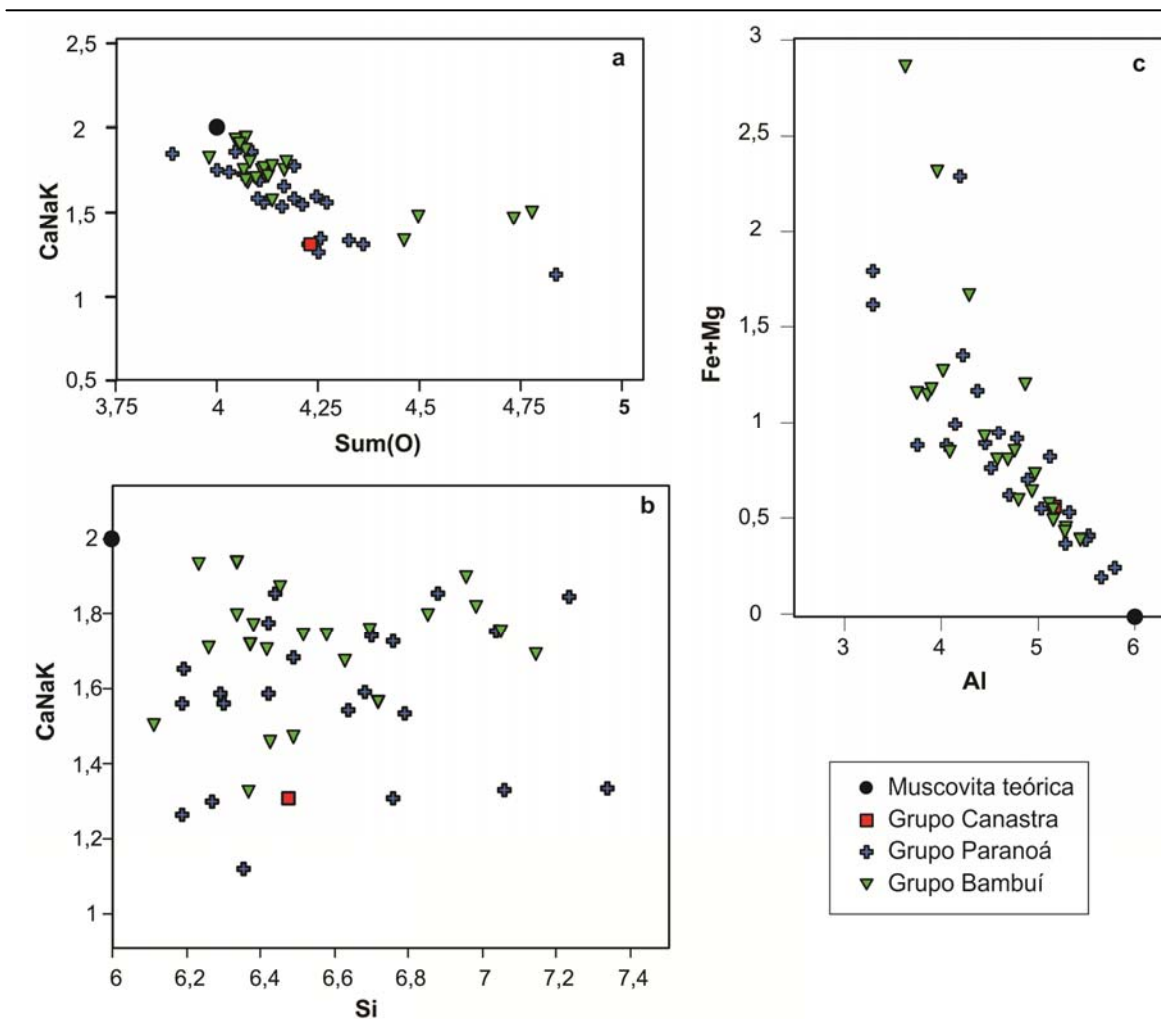 a
2,5
2
1,5
1
0,5
CaNaK
3,75
4
4,25
4,5
4,75
5
Sum(O)
b
2
1,8
1,6
1,4
1,2
1
CaNaK
6
6,2
6,4
6,6
6,8
7
7,2
7,4
Si
c
3
2,5
2
1,5
1
0,5
0
Fe+Mg
3
4
5
6
Al
Muscovita teórica
Grupo Canastra
Grupo Paranoá
Grupo Bambuí